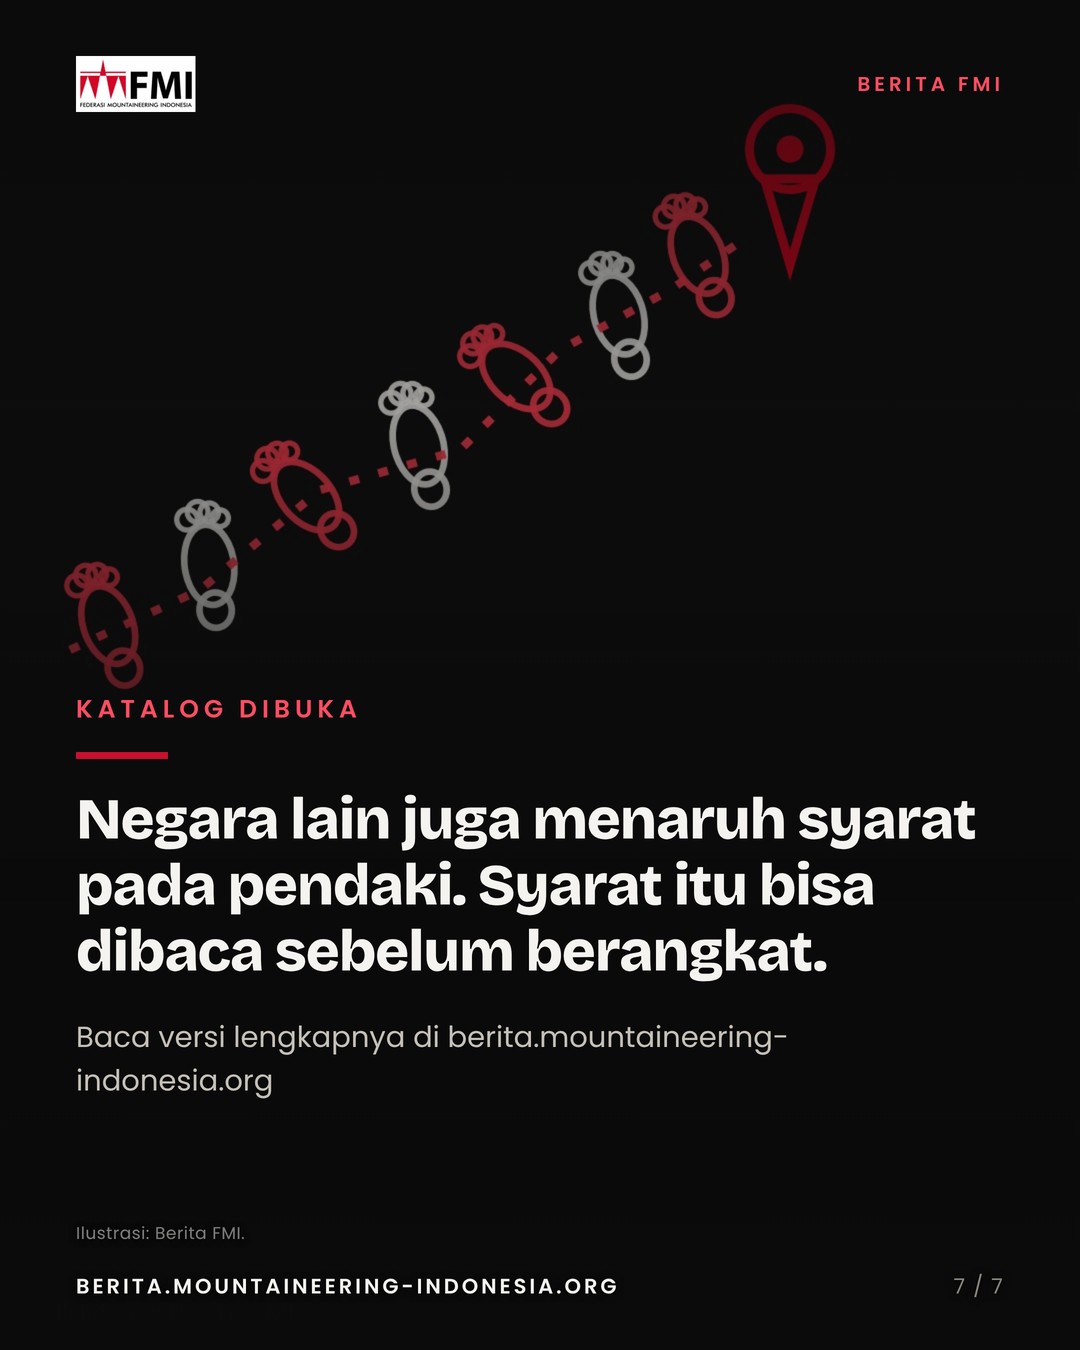 FMI
FEDERASI MOUNTAINEERING INDONESIA
BERITA FMI
KATALOG DIBUKA
Negara lain juga menaruh syarat
pada pendaki. Syarat itu bisa
dibaca sebelum berangkat.
Baca versi lengkapnya di berita.mountaineering-
indonesia.org
Ilustrasi: Berita FMI.
BERITA.MOUNTAINEERING-INDONESIA.ORG
7 / 7